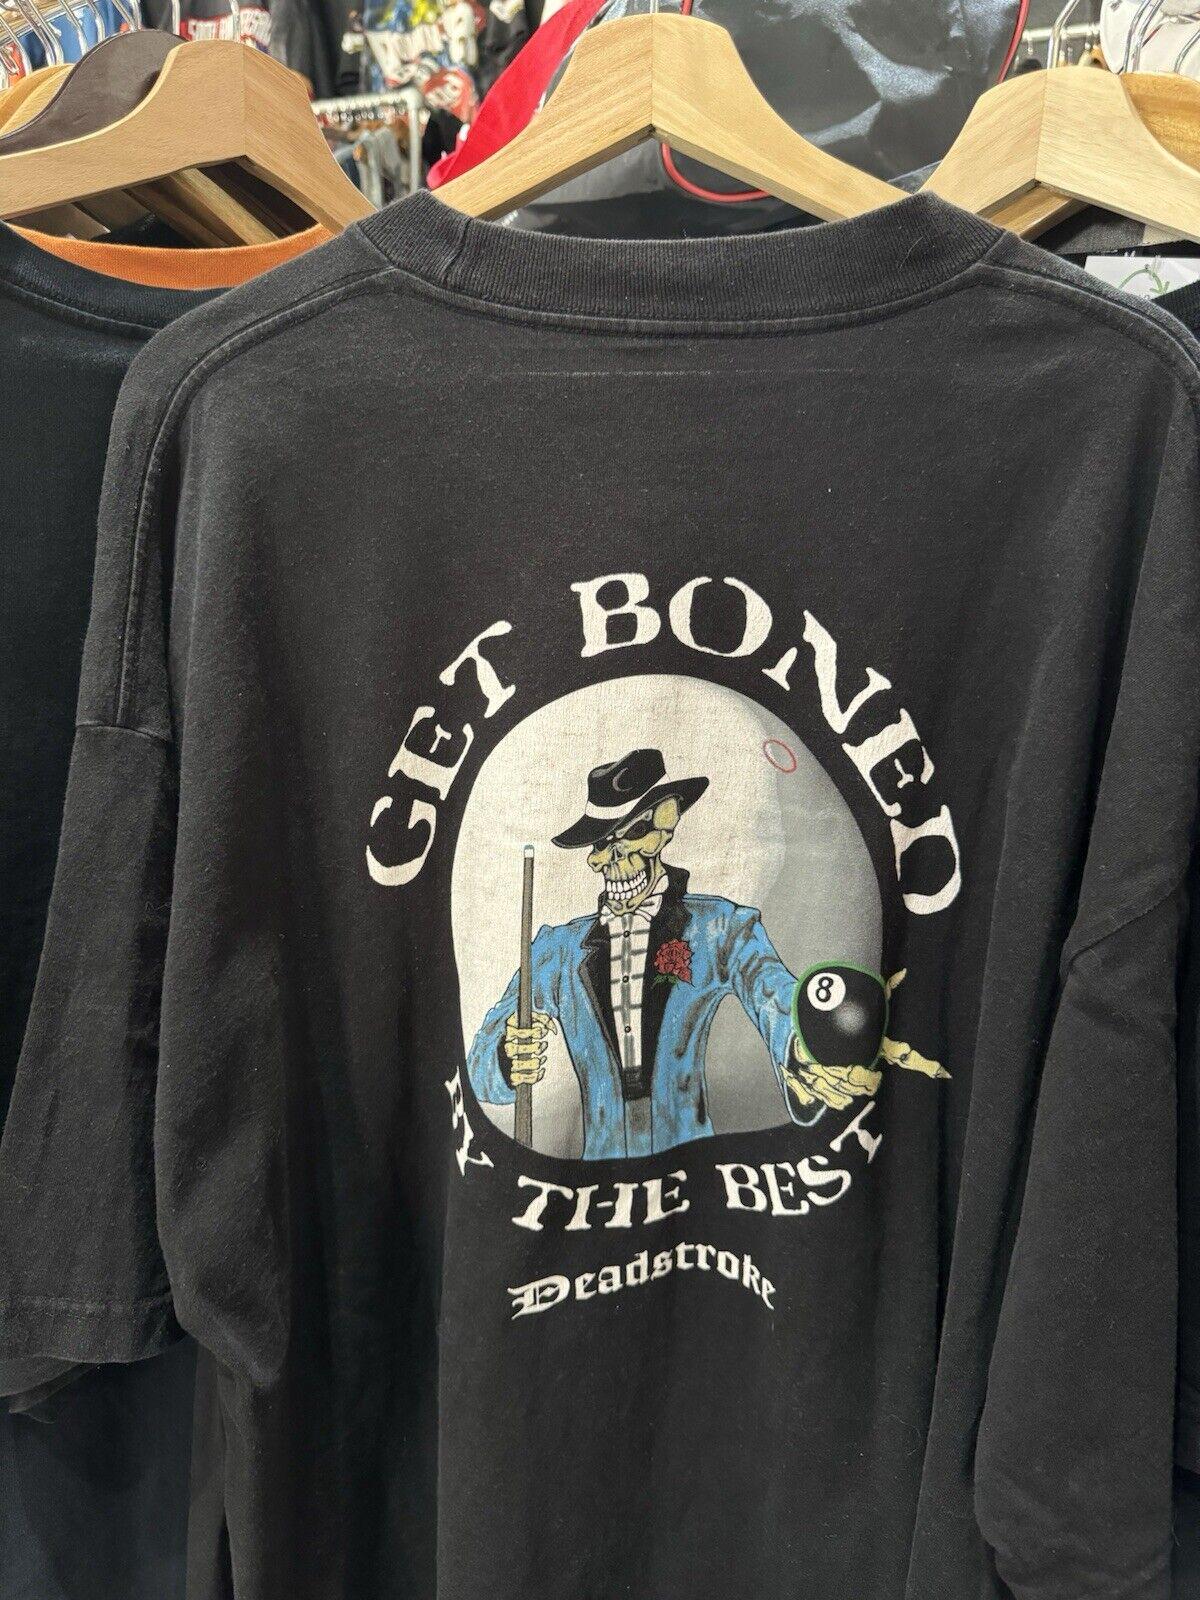 GET BONED
8
BY THE BEST
Deadstroke